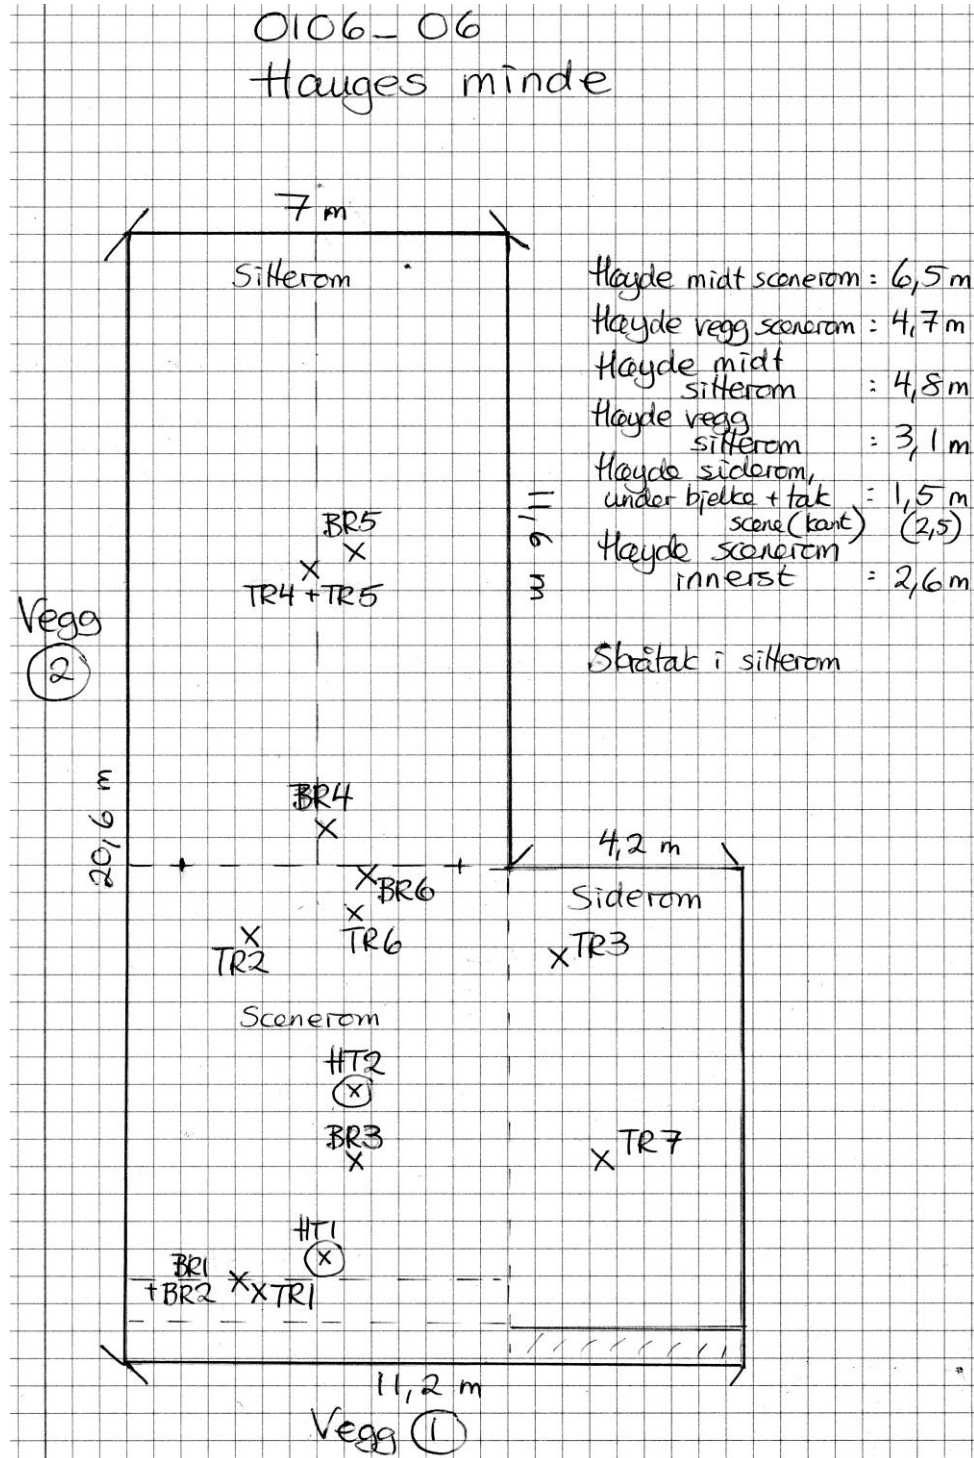 0106-06
Hauges minde
7 m
Sitterom
Høyde midt scenerom : 6,5 m
Høyde vegg scenerom : 4,7 m
Høyde midt
sitterom : 4,8 m
Høyde vegg
sitterom : 3,1 m
Høyde siderom,
under bjelke + tak : 1,5 m
scene (kant) (2,5)
Høyde scenerom
innerst : 2,6 m
11,6 m
BR5
TR4 + TR5
Vegg
2
Skråtak i sitterom
20,6 m
BR4
4,2 m
BR6
Siderom
TR6
TR2
TR3
Scenerom
HT2
BR3
TR7
HT1
BR1
+BR2
TR1
11,2 m
Vegg 1